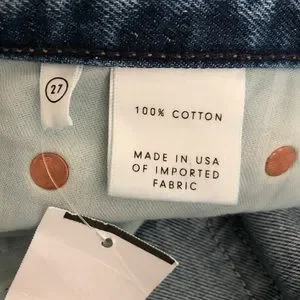 27
100% COTTON
MADE IN USA
OF IMPORTED
FABRIC